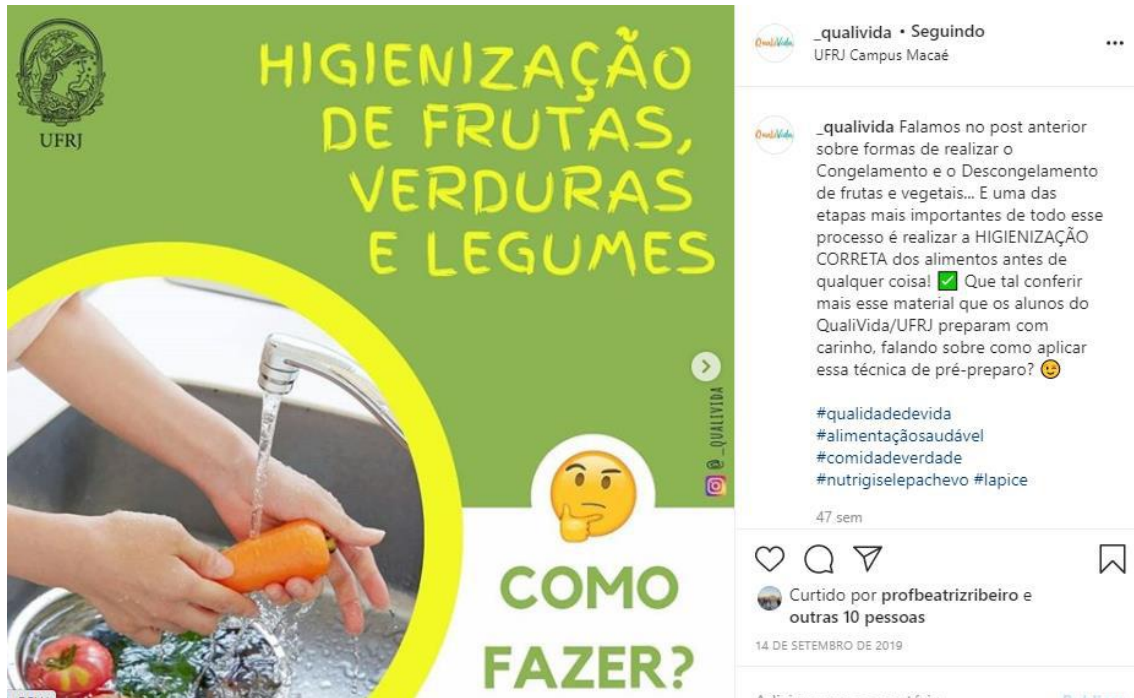 UFRJ
HIGIENIZAÇÃO
DE FRUTAS,
VERDURAS
E LEGUMES
@_QUALIVIDA
COMO
FAZER?
QualiVida
_qualivida • Seguindo
UFRJ Campus Macaé
QualiVida
_qualivida Falamos no post anterior
sobre formas de realizar o
Congelamento e o Descongelamento
de frutas e vegetais... E uma das
etapas mais importantes de todo esse
processo é realizar a HIGIENIZAÇÃO
CORRETA dos alimentos antes de
qualquer coisa! ✅ Que tal conferir
mais esse material que os alunos do
QualiVida/UFRJ preparam com
carinho, falando sobre como aplicar
essa técnica de pré-preparo? 😉
#qualidadedevida
#alimentaçãosaudável
#comidadeverdade
#nutrigiselepachevo #lapice
47 sem
Curtido por profbeatrizribeiro e
outras 10 pessoas
14 DE SETEMBRO DE 2019